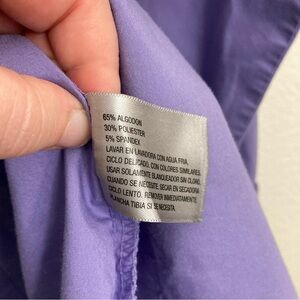 65% ALGODON
30% POLIESTER
5% SPANDEX
LAVAR EN LAVADORA CON AGUA FRIA,
CICLO DELICADO, CON COLORES SIMILARES.
USAR SOLAMENTE BLANQUEADOR SIN CLORO,
CUANDO SE NECESITE. SECAR EN SECADORA
CICLO LENTO. REMOVER INMEDIATAMENTE.
PLANCHA TIBIA SI SE NECESITA.